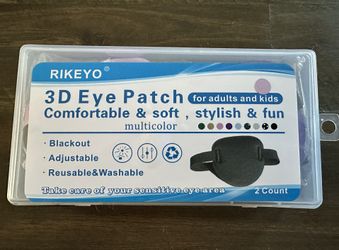 RIKEYO®
3D Eye Patch for adults and kids
Comfortable & soft , stylish & fun
multicolor
· Blackout
· Adjustable
· Reusable&Washable
Take care of your sensitive eye area
2 Count